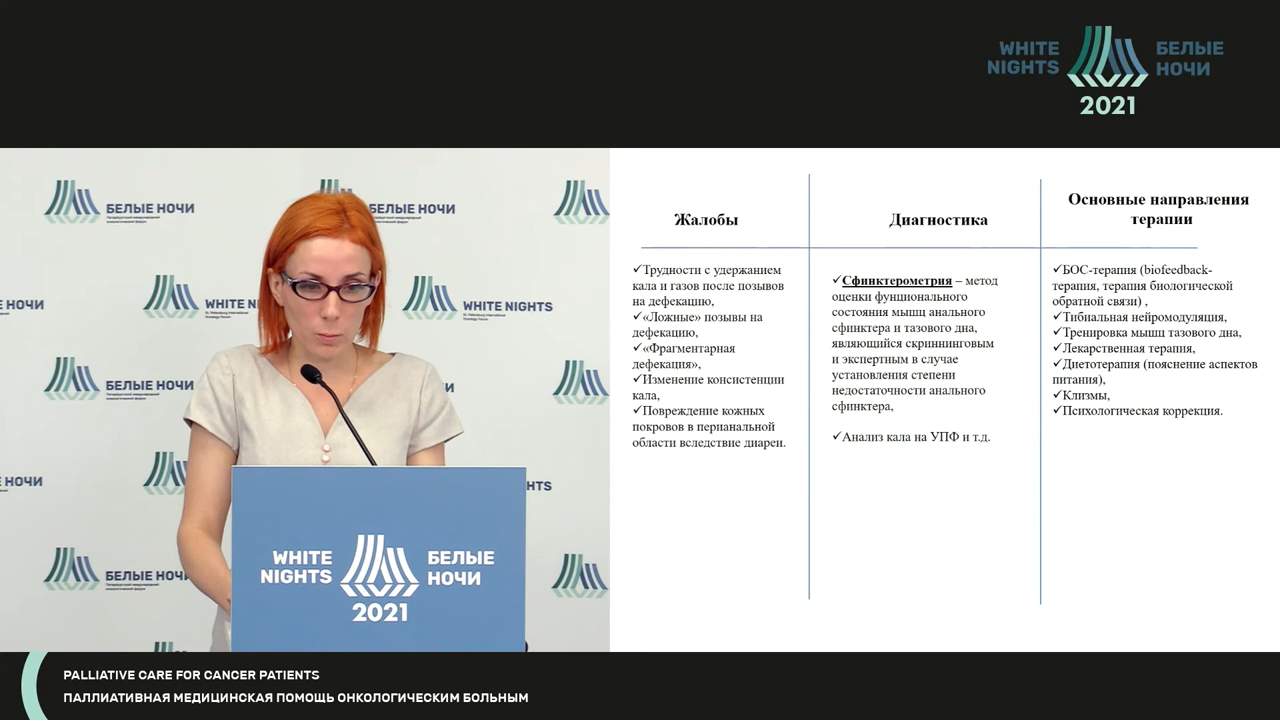 WHITE NIGHTS
БЕЛЫЕ НОЧИ
2021
БЕЛЫЕ НОЧИ
БЕЛЫЕ НОЧИ
WHITE NIGHTS
БЕЛЫЕ НОЧИ
WHITE
NIGHTS
БЕЛЫЕ
НОЧИ
2021
Жалобы
✓Трудности с удержанием
кала и газов после позывов
на дефекацию,
✓«Ложные» позывы на
дефекацию,
✓«Фрагментарная
дефекация»,
✓Изменение консистенции
кала,
✓Повреждение кожных
покровов в перианальной
области вследствие диареи.
Диагностика
✓Сфинктерометрия – метод
оценки фунционального
состояния мышц анального
сфинктера и тазового дна,
являющийся скриннинговым
и экспертным в случае
установления степени
недостаточности анального
сфинктера,
✓Анализ кала на УПФ и т.д.
Основные направления
терапии
✓БОС-терапия (biofeedback-
терапия, терапия биологической
обратной связи) ,
✓Тибиальная нейромодуляция,
✓Тренировка мышц тазового дна,
✓Лекарственная терапия,
✓Диетотерапия (пояснение аспектов
питания),
✓Клизмы,
✓Психологическая коррекция.
PALLIATIVE CARE FOR CANCER PATIENTS
ПАЛЛИАТИВНАЯ МЕДИЦИНСКАЯ ПОМОЩЬ ОНКОЛОГИЧЕСКИМ БОЛЬНЫМ